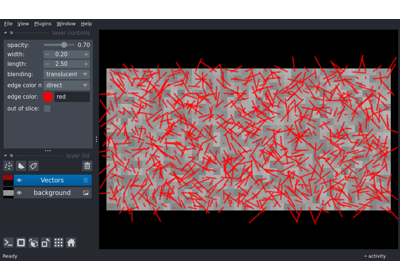 File View Plugins Window Help
layer controls
opacity: 0.70
width: 0.20
length: 2.50
blending: translucent
edge color m direct
edge color: red
out of slice:
layer list
Vectors
background
Ready
activity